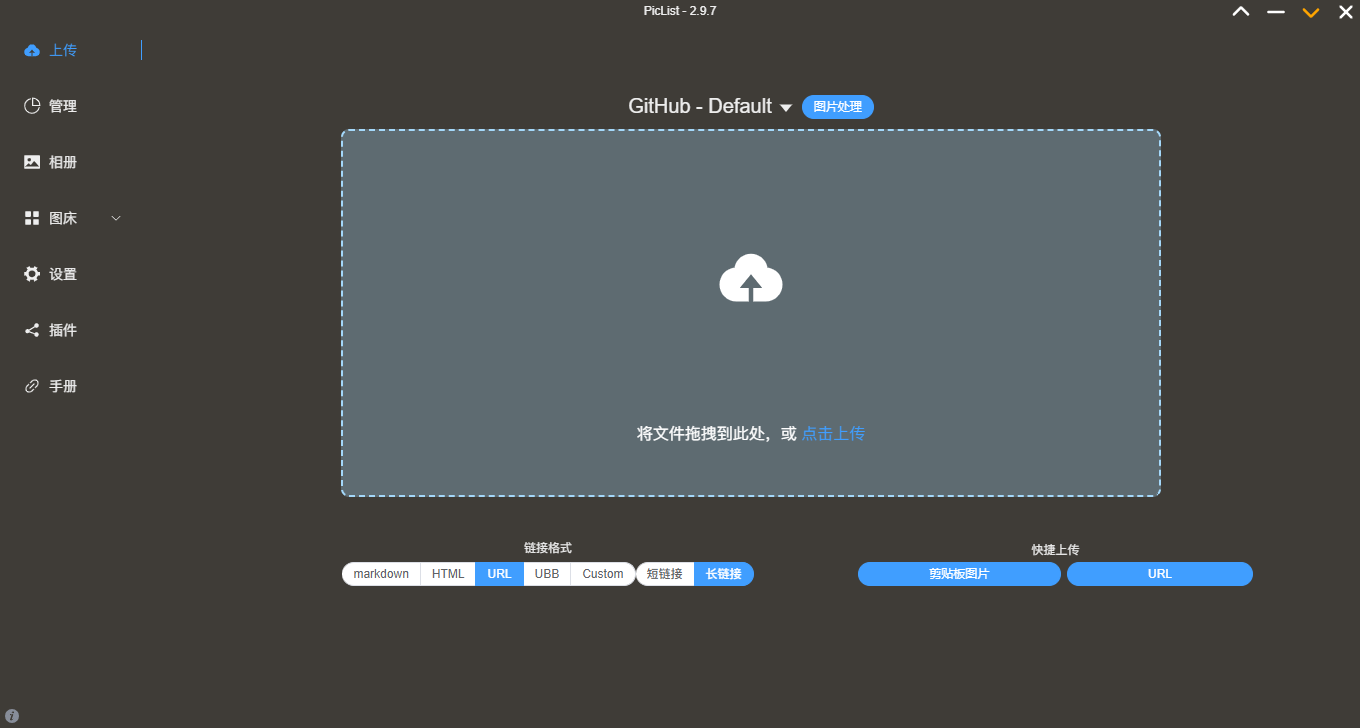 PicList - 2.9.7
上传
管理
相册
图床
设置
插件
手册
GitHub - Default
图片处理
将文件拖拽到此处，或 点击上传
链接格式
markdown HTML URL UBB Custom 短链接 长链接
快捷上传
剪贴板图片 URL